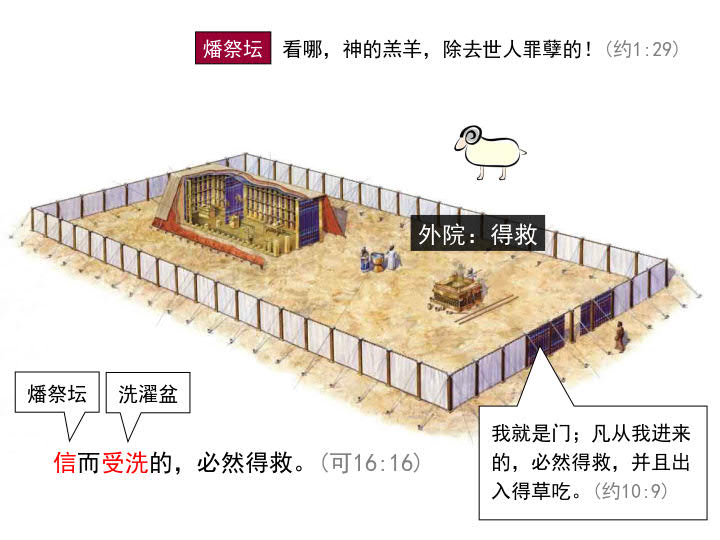 燔祭坛 看哪，神的羔羊，除去世人罪孽的！(约1:29)
外院：得救
燔祭坛 洗濯盆
信而受洗的，必然得救。(可16:16)
我就是门；凡从我进来
的，必然得救，并且出
入得草吃。(约10:9)